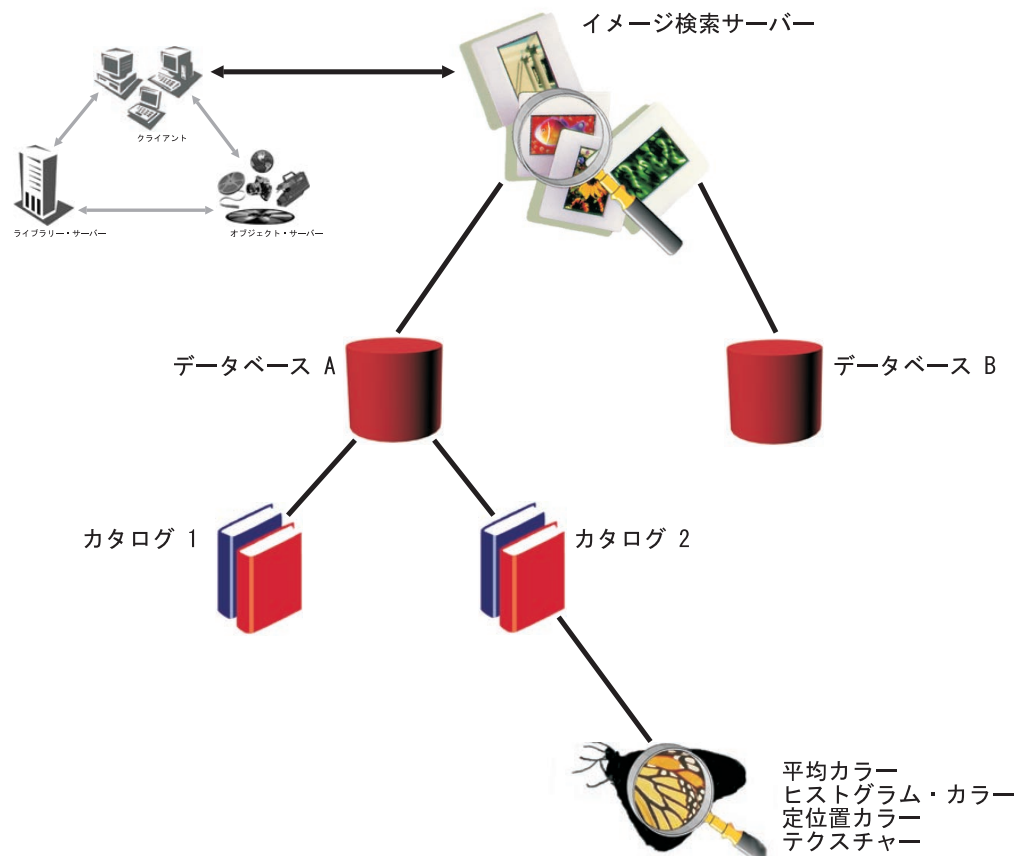 イメージ検索サーバー
クライアント
ライブラリー・サーバー
オブジェクト・サーバー
データベース A
データベース B
カタログ 1
カタログ 2
平均カラー
ヒストグラム・カラー
定位置カラー
テクスチャー